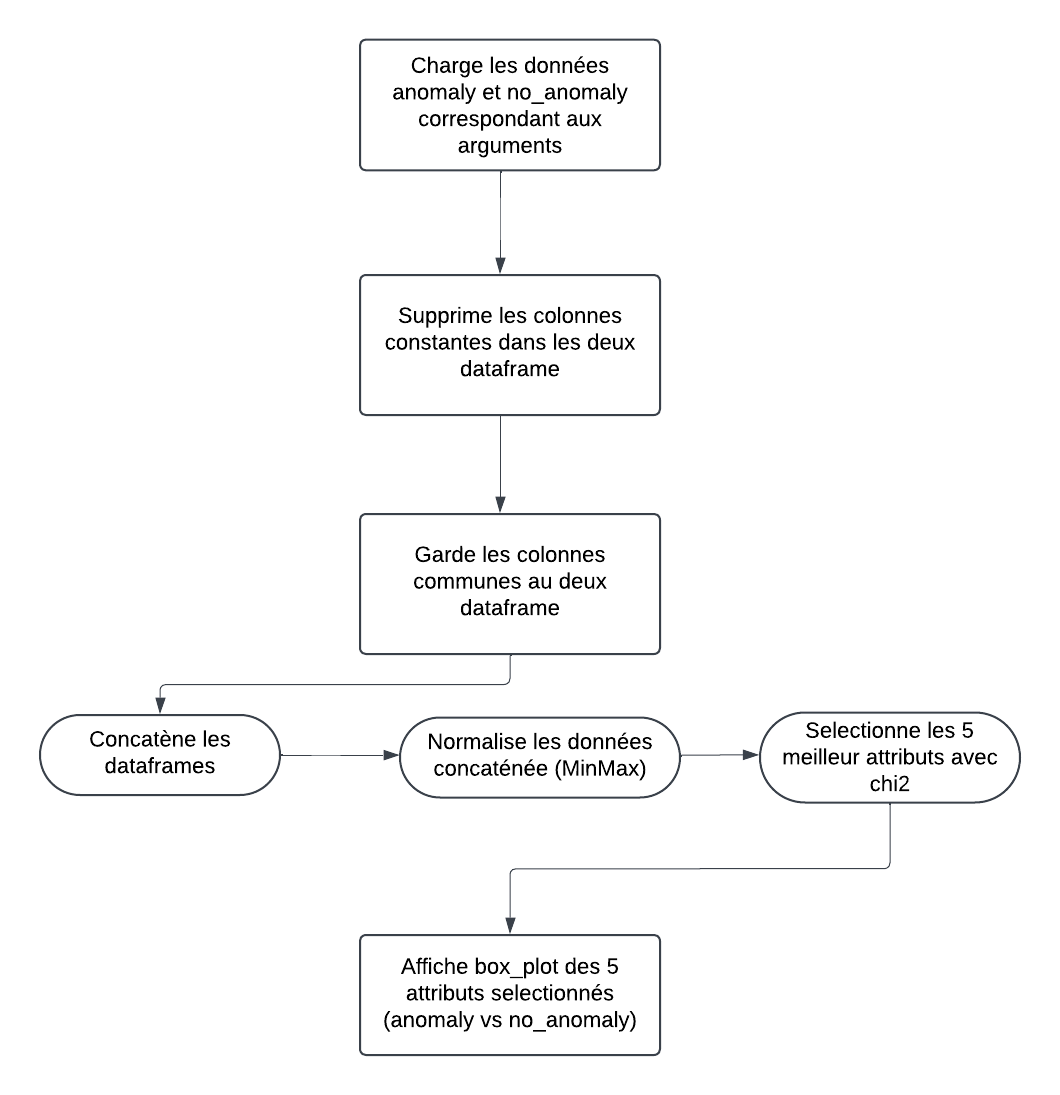 Charge les données
anomaly et no_anomaly
correspondant aux
arguments
Supprime les colonnes
constantes dans les deux
dataframe
Garde les colonnes
communes au deux
dataframe
Concatène les
dataframes
Normalise les données
concaténée (MinMax)
Selectionne les 5
meilleur attributs avec
chi2
Affiche box_plot des 5
attributs selectionnés
(anomaly vs no_anomaly)